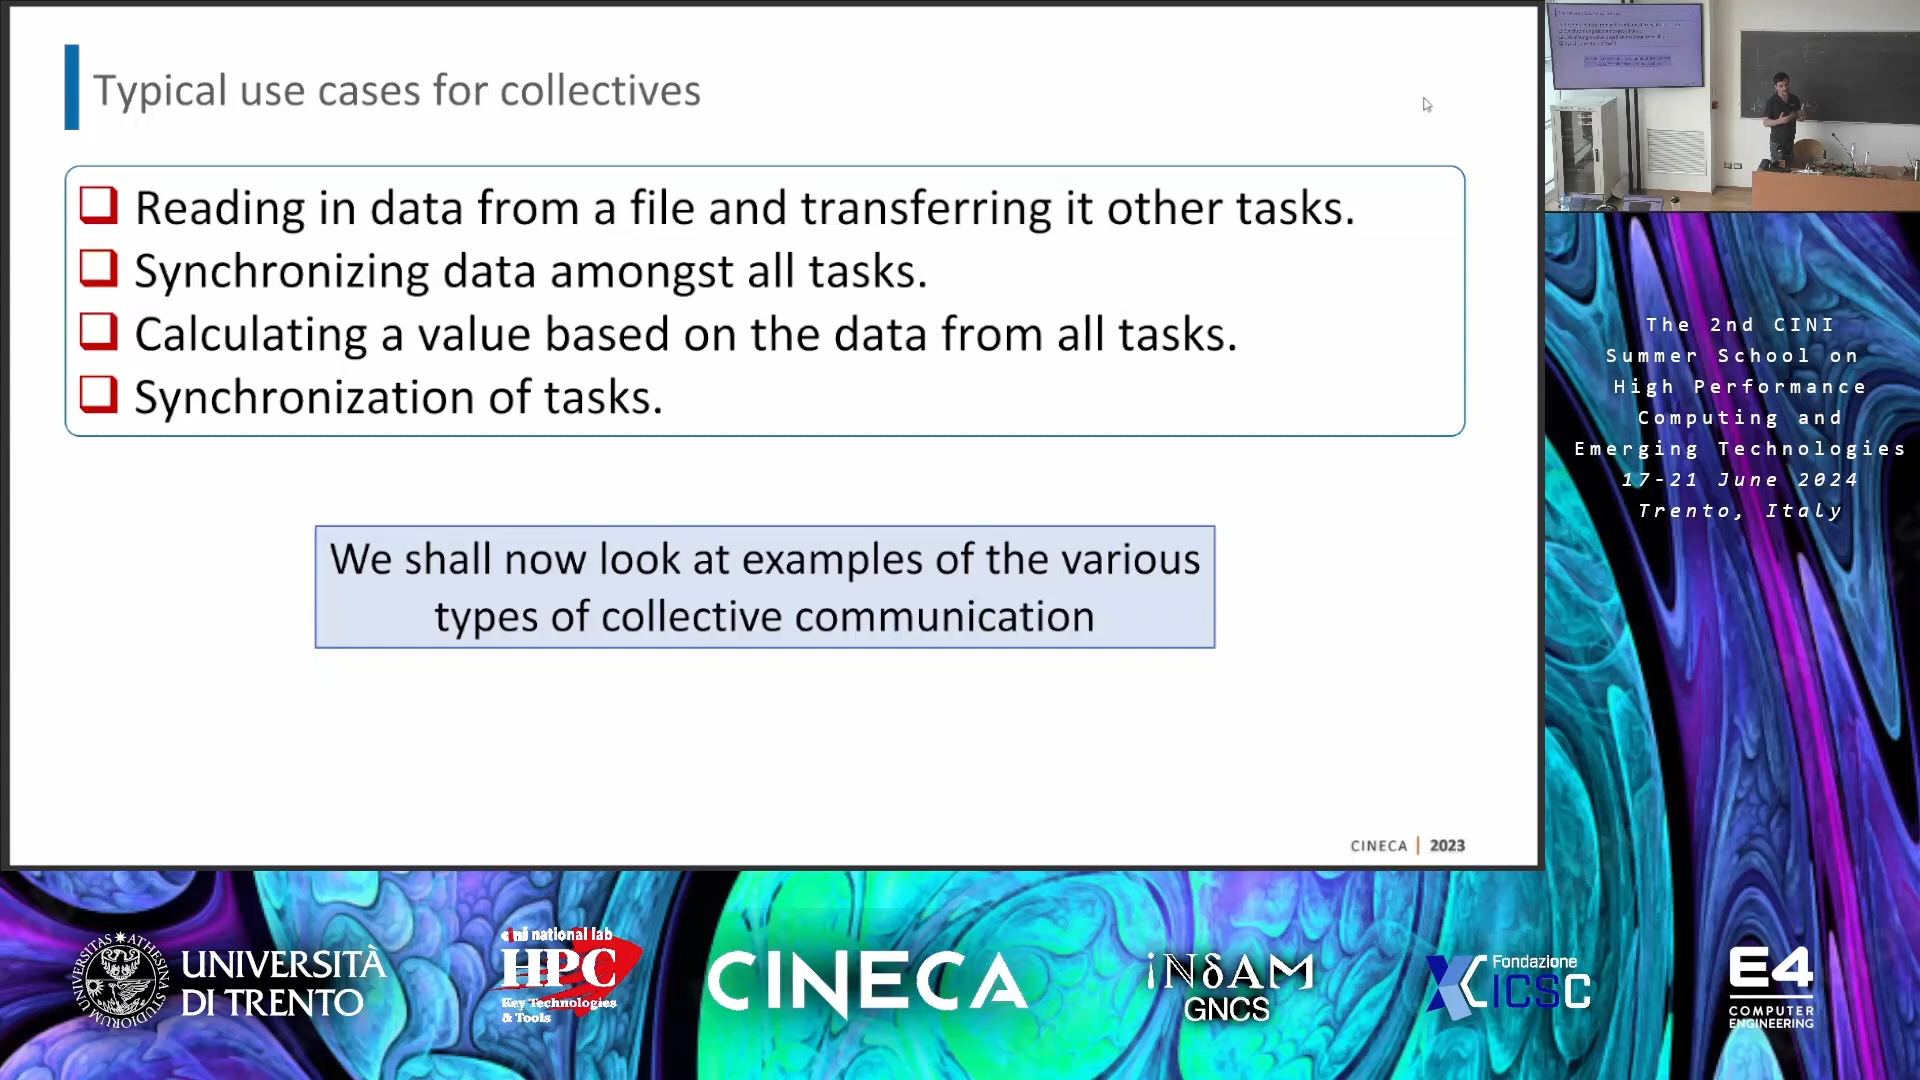 Typical use cases for collectives
Reading in data from a file and transferring it other tasks.
Synchronizing data amongst all tasks.
Calculating a value based on the data from all tasks.
Synchronization of tasks.
We shall now look at examples of the various
types of collective communication
CINECA | 2023
The 2nd CINI
Summer School on
High Performance
Computing and
Emerging Technologies
17-21 June 2024
Trento, Italy
UNIVERSITÀ
DI TRENTO
cini national lab
HPC
Key Technologies
& Tools
CINECA
iNδAM
GNCS
Fondazione
ICSC
E4
COMPUTER
ENGINEERING